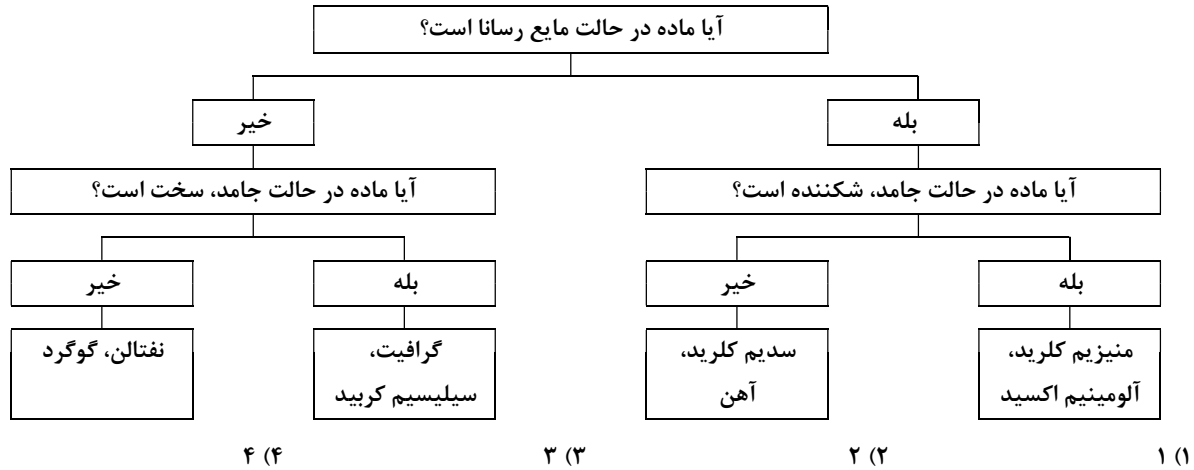 آیا ماده در حالت مایع رسانا است؟
بله
خیر
آیا ماده در حالت جامد، شکننده است؟
آیا ماده در حالت جامد، سخت است؟
بله
خیر
بله
خیر
منیزیم کلرید،
آلومینیم اکسید
سدیم کلرید،
آهن
گرافیت،
سیلیسیم کربید
نفتالن، گوگرد
۱) ۱
۲) ۲
۳) ۳
۴) ۴